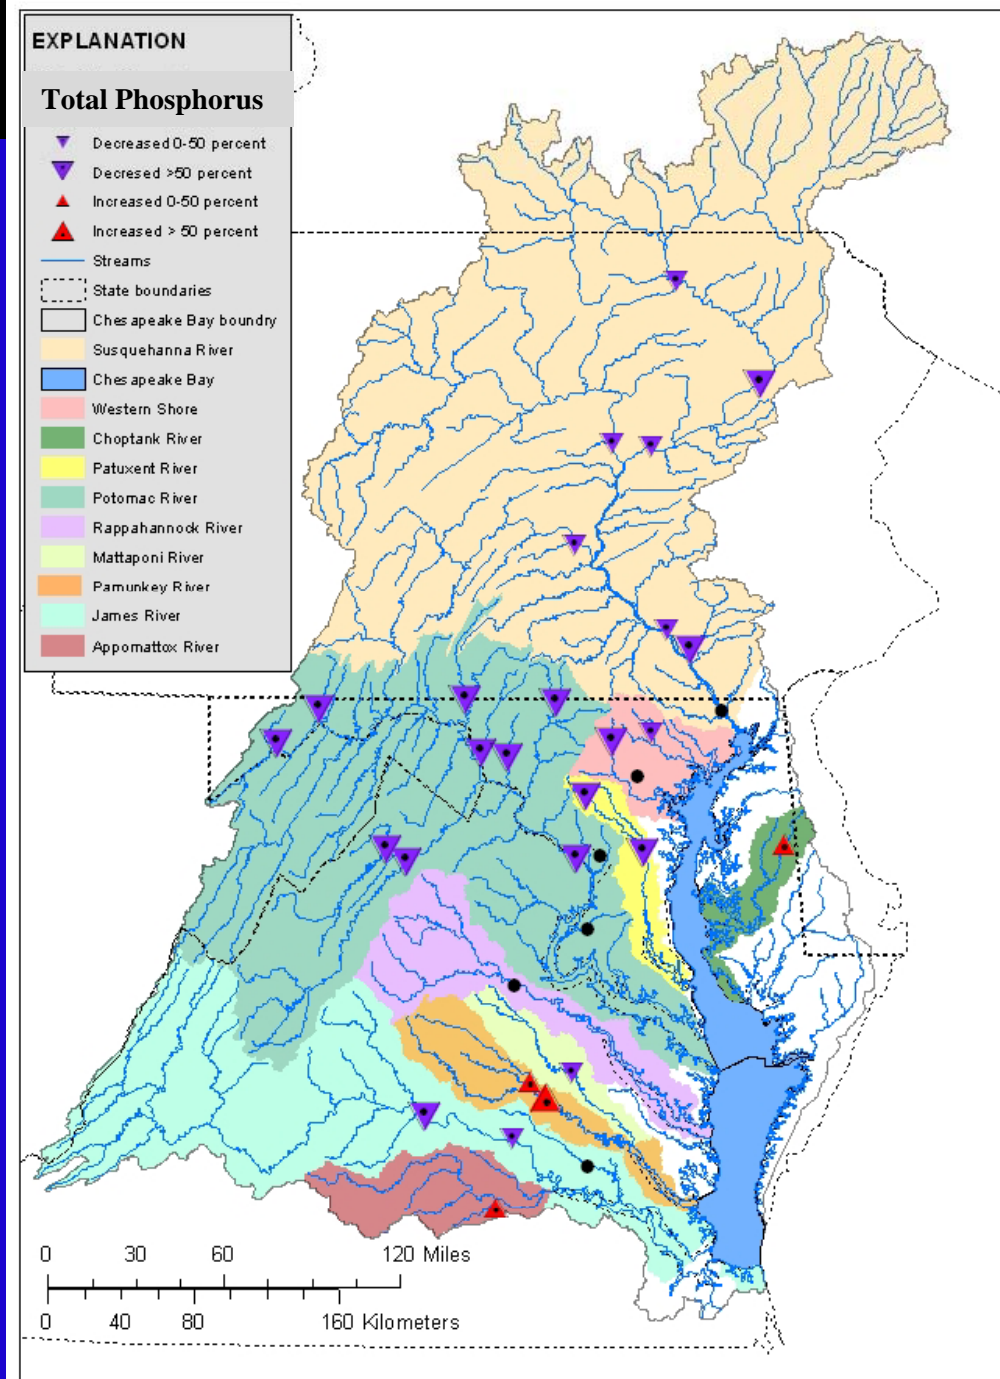 EXPLANATION
Total Phosphorus
Decreased 0-50 percent
Decresed >50 percent
Increased 0-50 percent
Increased > 50 percent
Streams
State boundaries
Chesapeake Bay boundry
Susquehanna River
Chesapeake Bay
Western Shore
Choptank River
Patuxent River
Potomac River
Rappahannock River
Mattaponi River
Pamunkey River
James River
Appomattox River
0 30 60 120 Miles
0 40 80 160 Kilometers